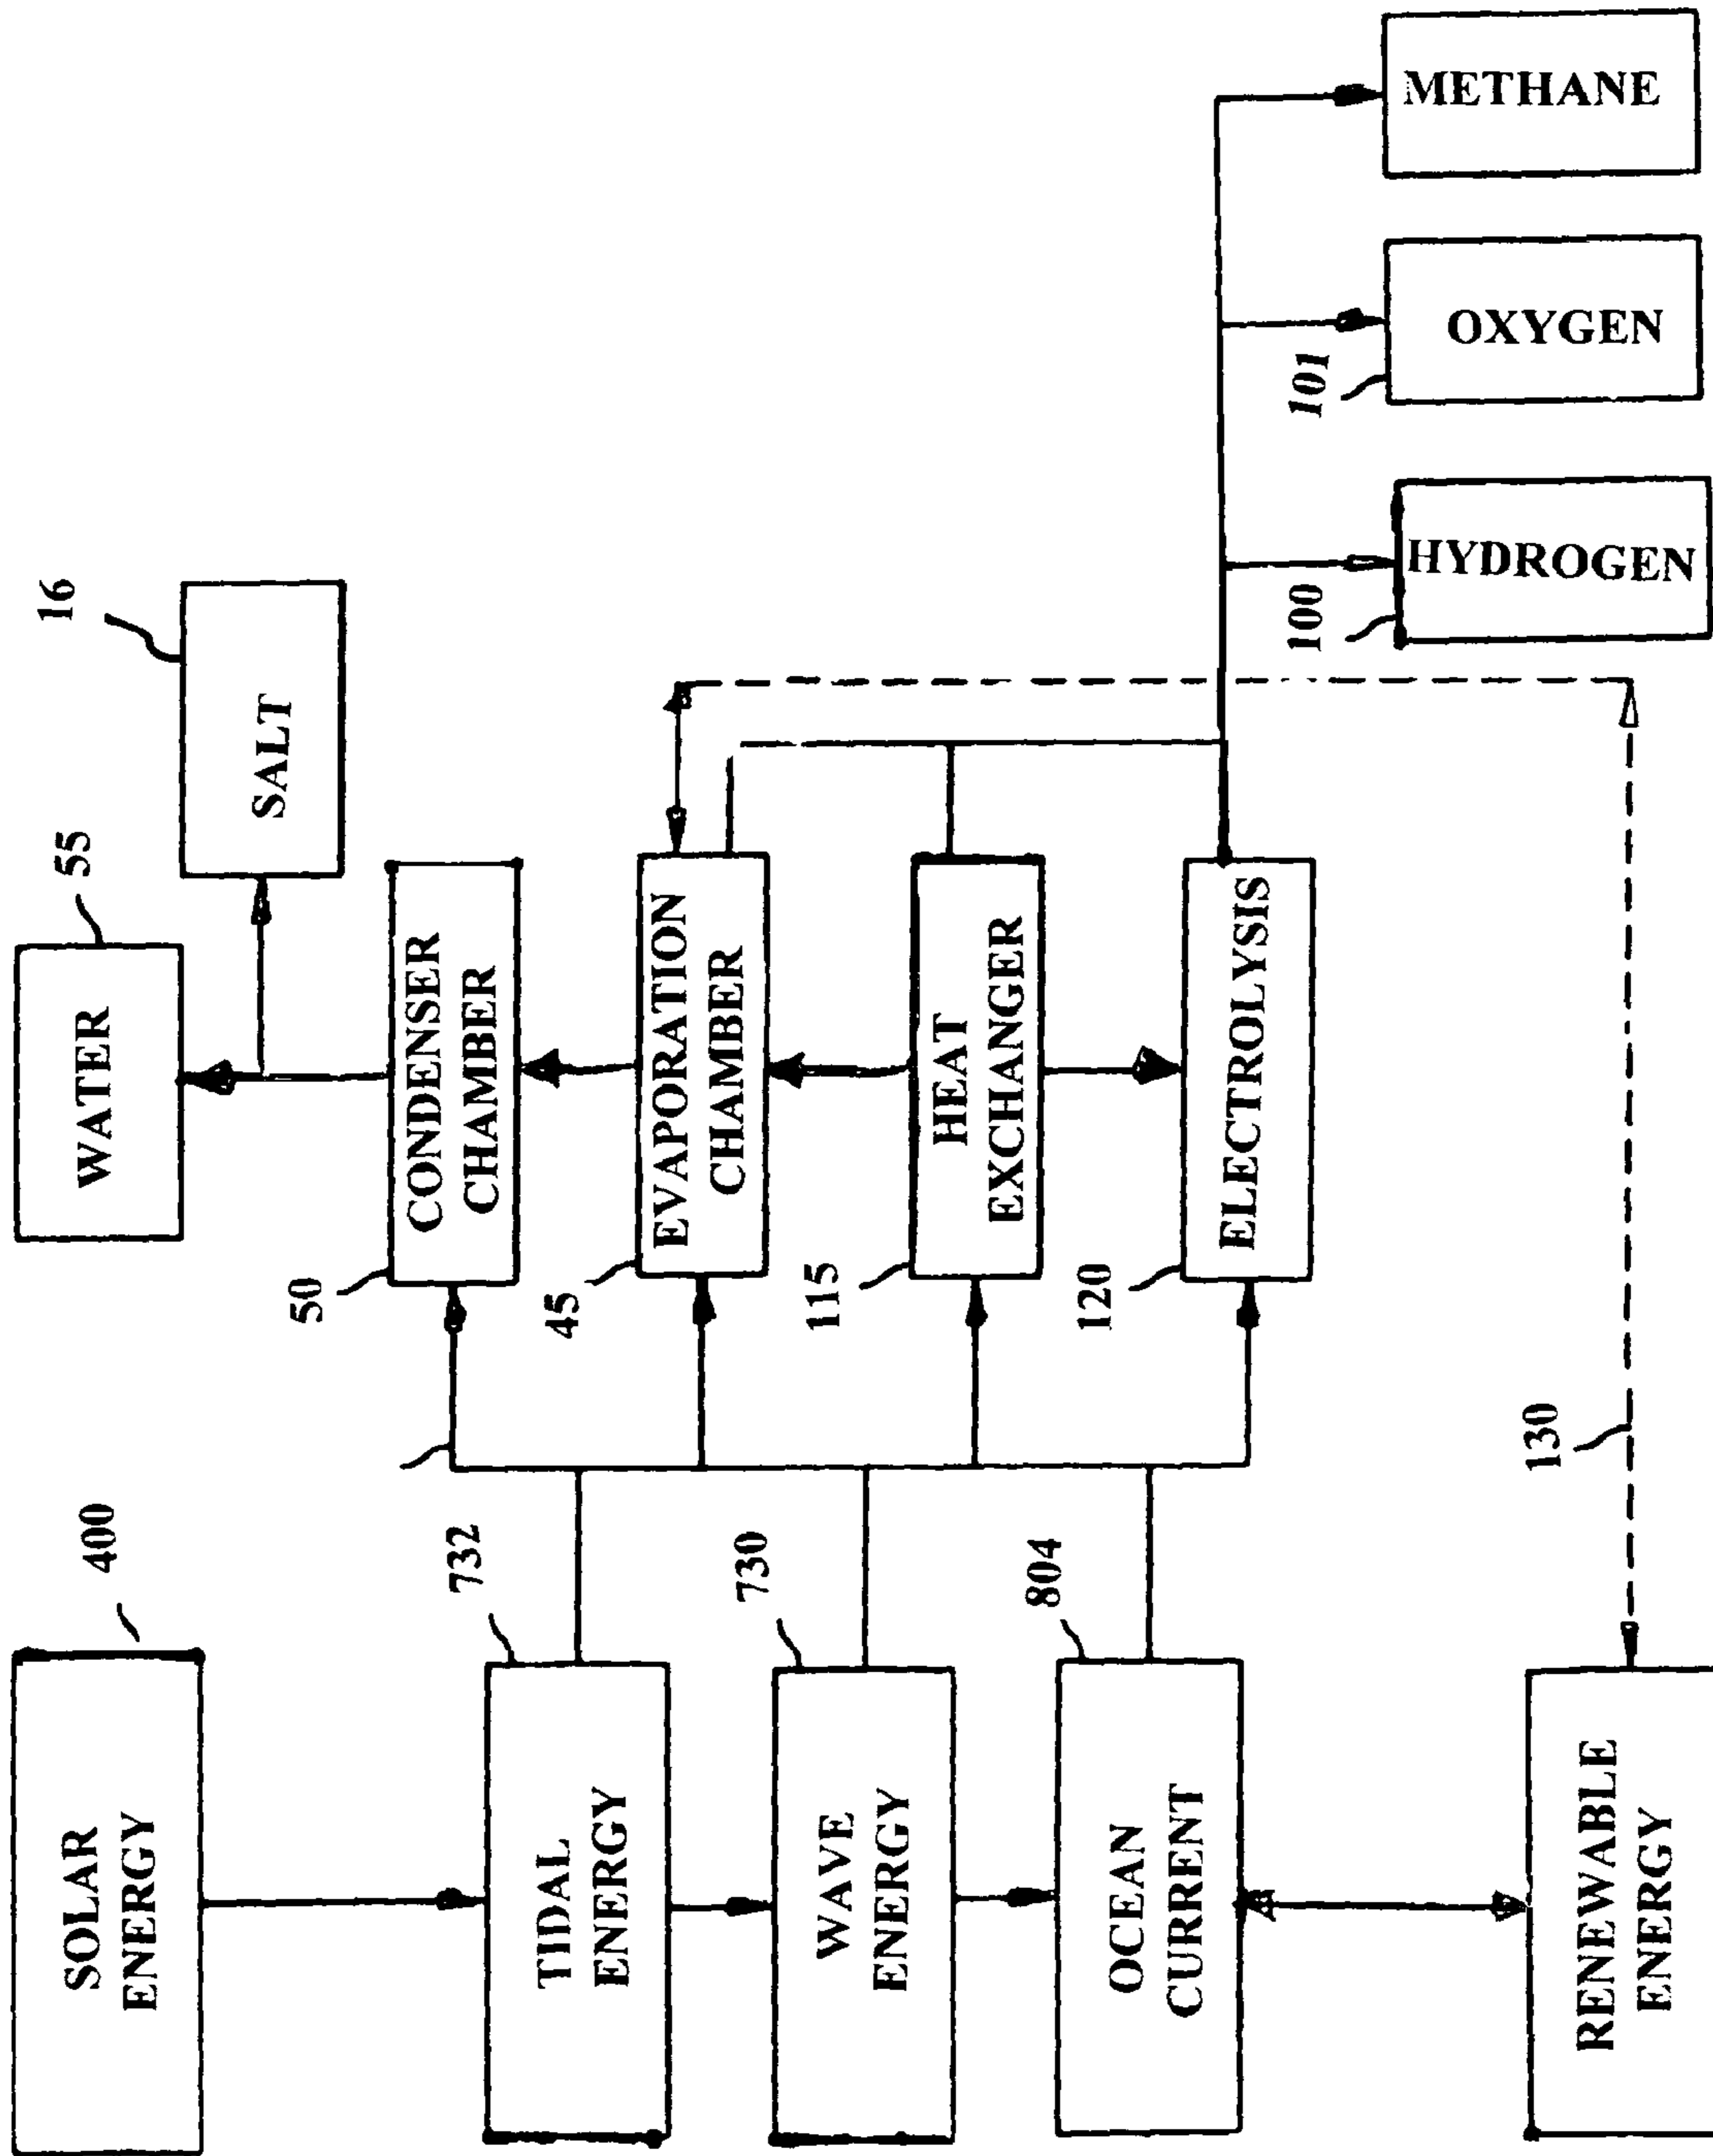 400
SOLAR
ENERGY
WATER
55
16
SALT
732
TIDAL
ENERGY
50
CONDENSER
CHAMBER
730
WAVE
ENERGY
45
EVAPORATION
CHAMBER
804
OCEAN
CURRENT
115
HEAT
EXCHANGER
120
ELECTROLYSIS
130
RENEWABLE
ENERGY
100
HYDROGEN
101
OXYGEN
METHANE